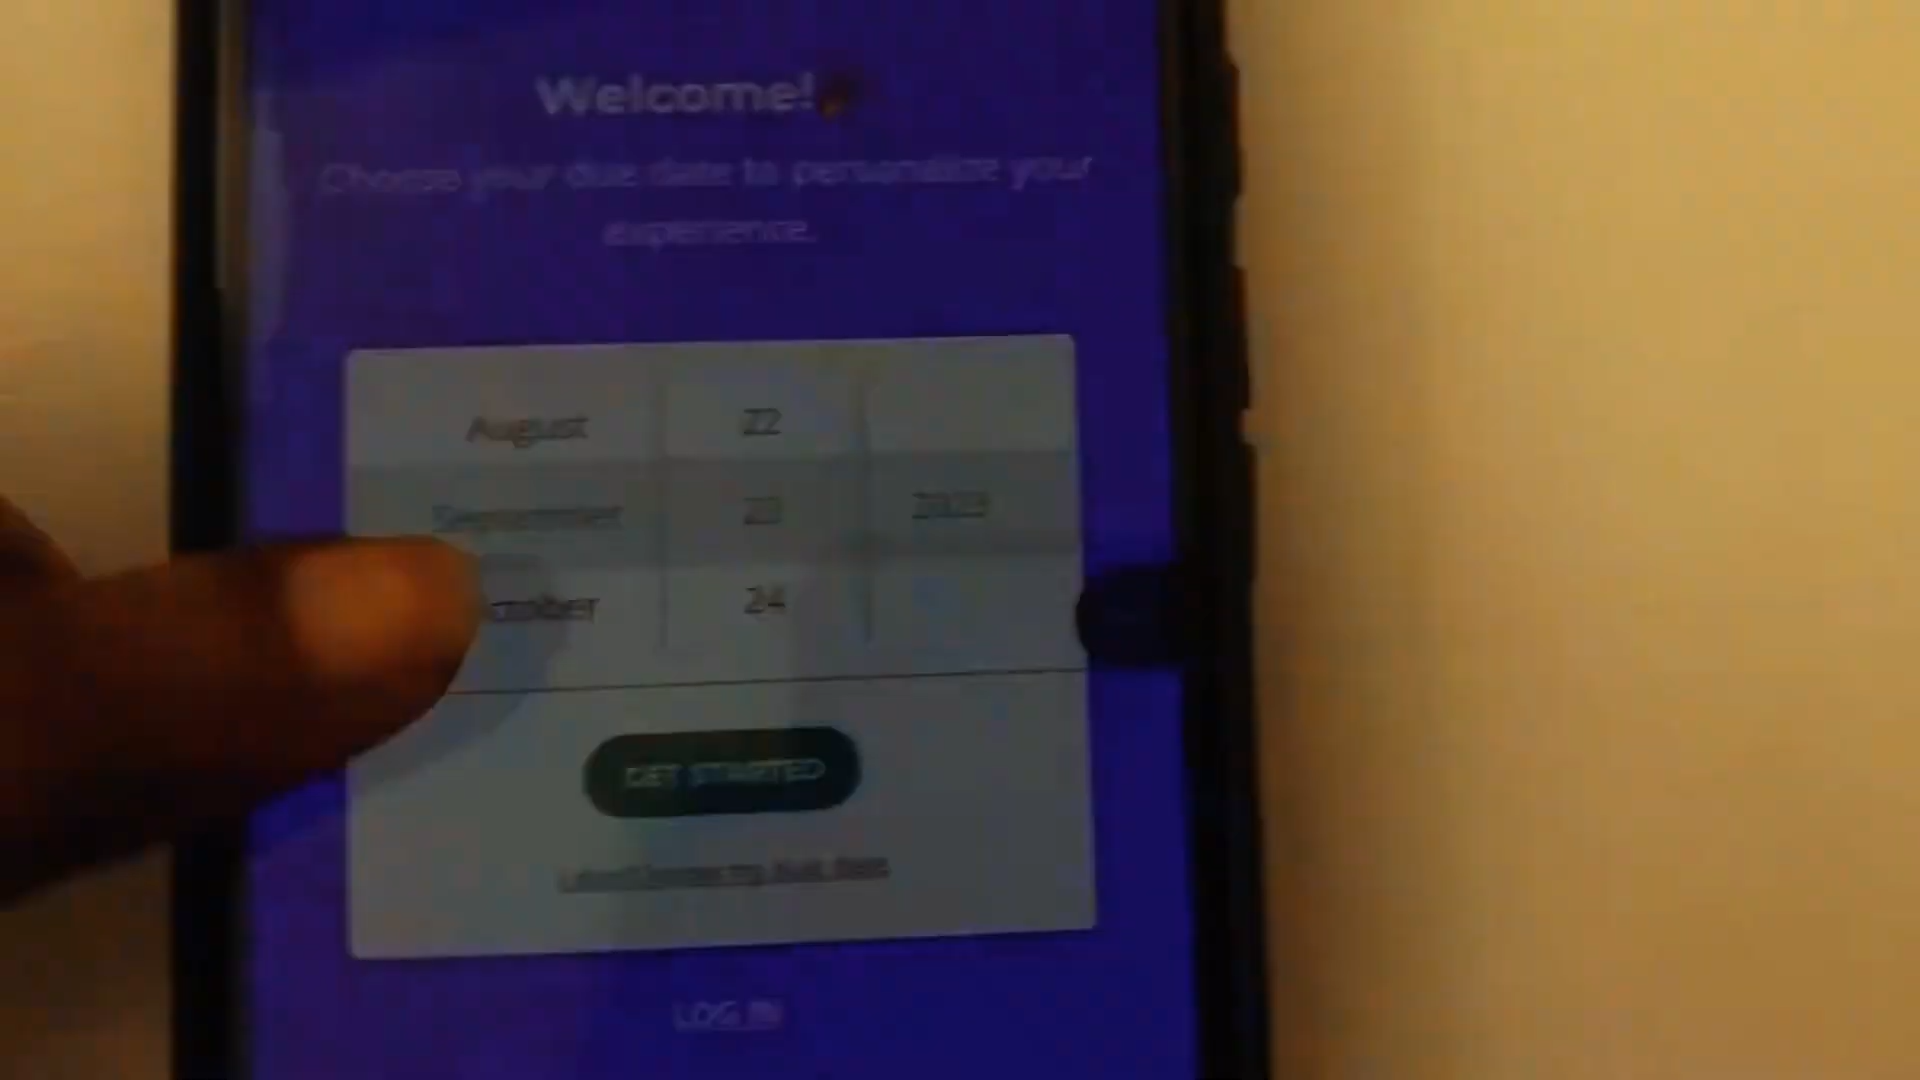 Welcome!
Choose your due date to personalize your
experience.
August 22
September 23 2023
October 24
GET STARTED
LOG IN